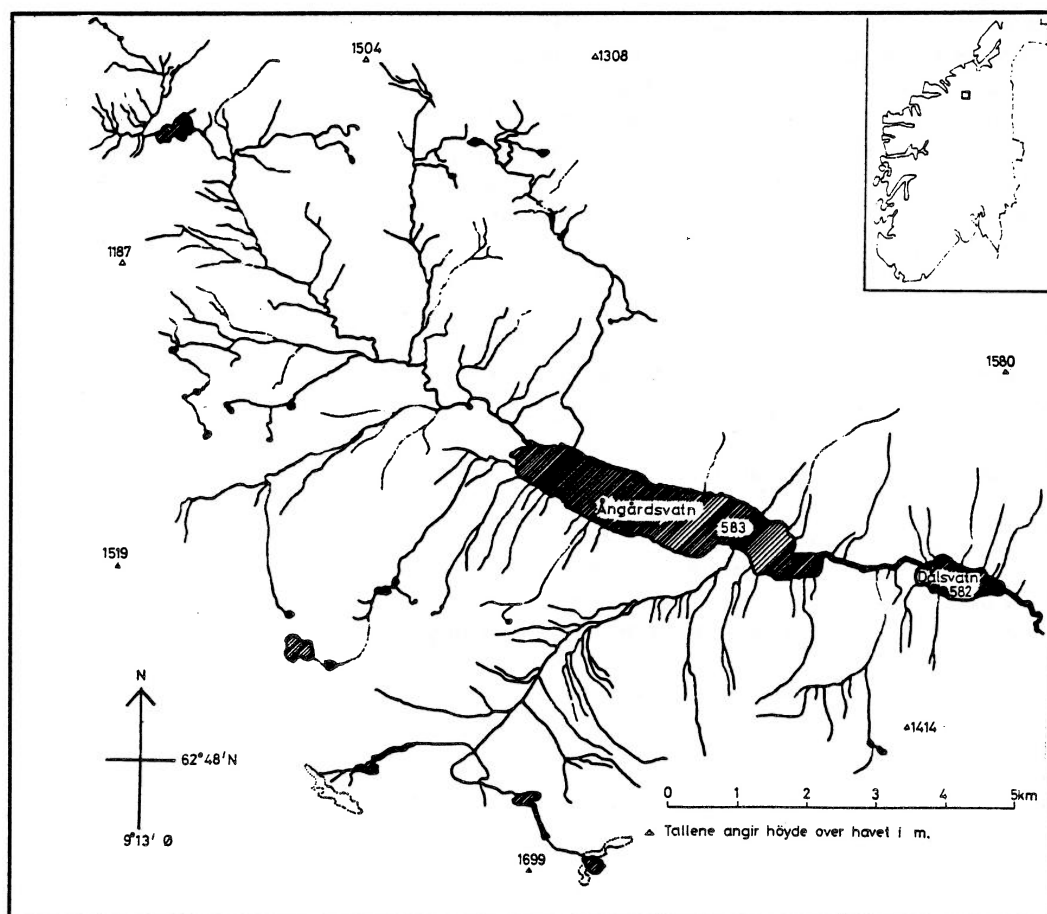 1504
1308
1187
1580
Ångårdsvatn
583
1519
Dalsvatn
582
N
1414
62°48'N
0 1 2 3 4 5km
9°13' Ø
△ Tallene angir höyde over havet i m.
1699